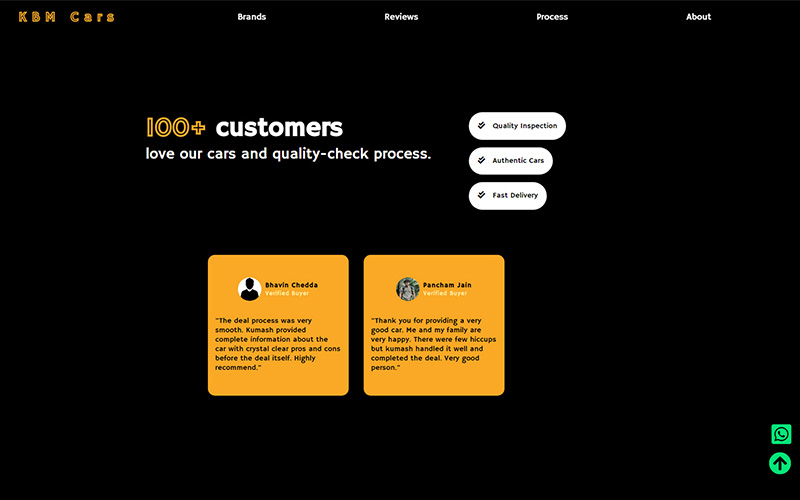 KBM Cars
Brands
Reviews
Process
About
100+ customers
love our cars and quality-check process.
Quality Inspection
Authentic Cars
Fast Delivery
Bhavin Chedda
Verified Buyer
"The deal process was very
smooth. Kumash provided
complete information about the
car with crystal clear pros and cons
before the deal itself. Highly
recommend."
Pancham Jain
Verified Buyer
"Thank you for providing a very
good car. Me and my family are
very happy. There were few hiccups
but kumash handled it well and
completed the deal. Very good
person."